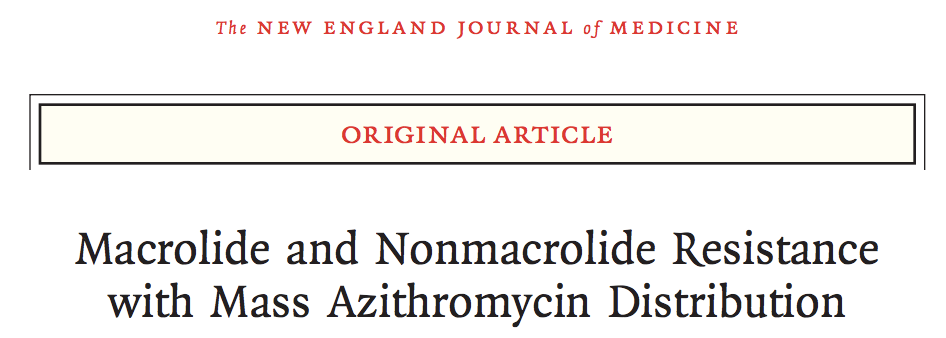 The NEW ENGLAND JOURNAL of MEDICINE
ORIGINAL ARTICLE
Macrolide and Nonmacrolide Resistance
with Mass Azithromycin Distribution